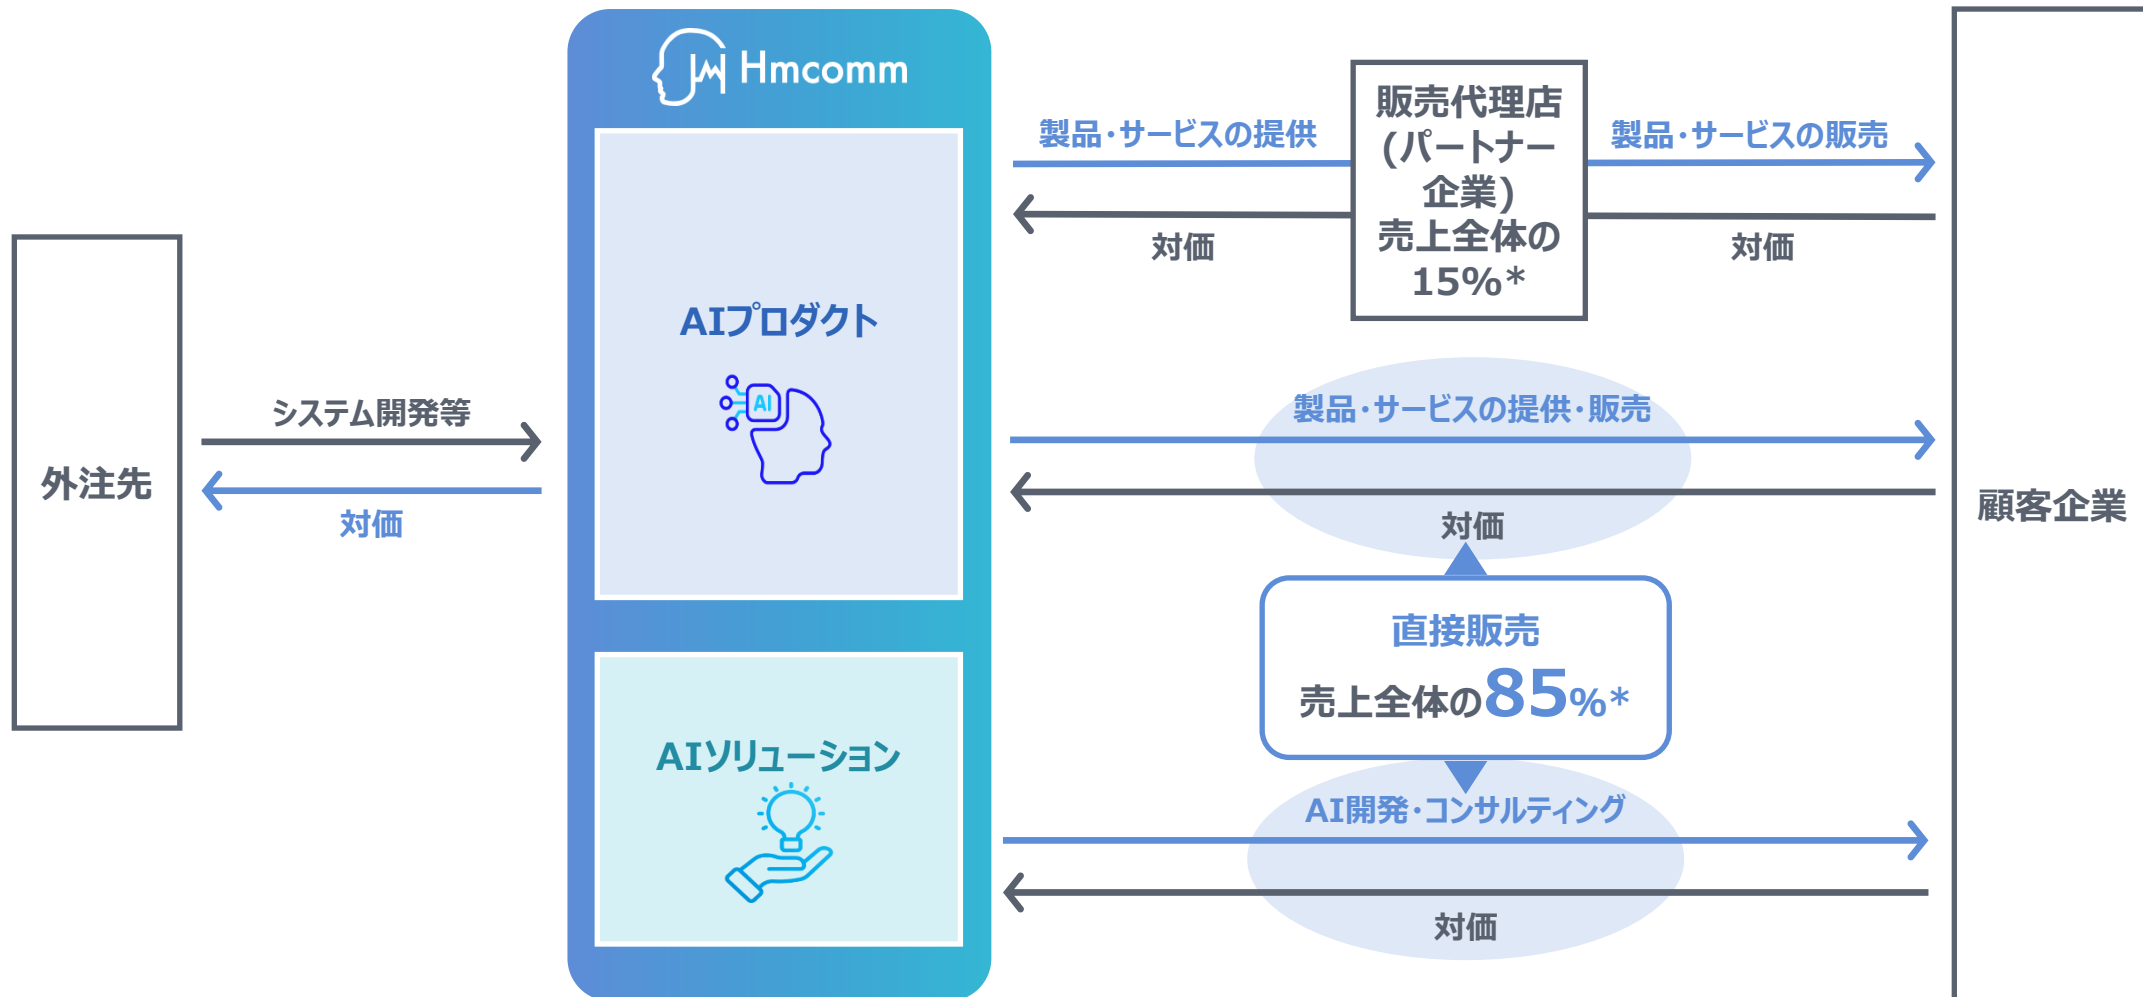 Hmcomm
外注先
システム開発等
対価
AIプロダクト
AI
AIソリューション
製品・サービスの提供
対価
販売代理店
(パートナー
企業)
売上全体の
15%*
製品・サービスの販売
対価
製品・サービスの提供・販売
対価
直接販売
売上全体の85%*
AI開発・コンサルティング
対価
顧客企業